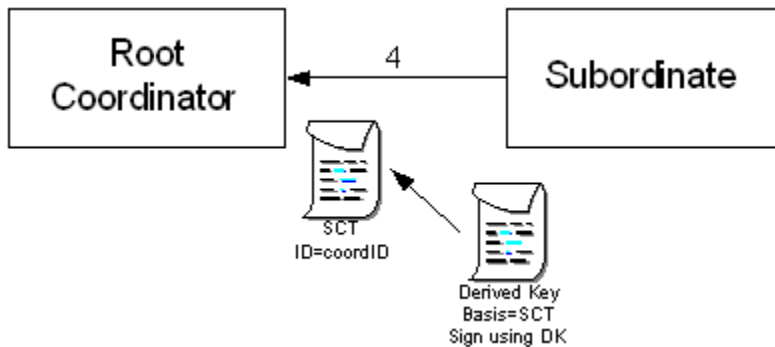 Root
Coordinator
4
Subordinate
SCT
ID=coordID
Derived Key
Basis=SCT
Sign using DK